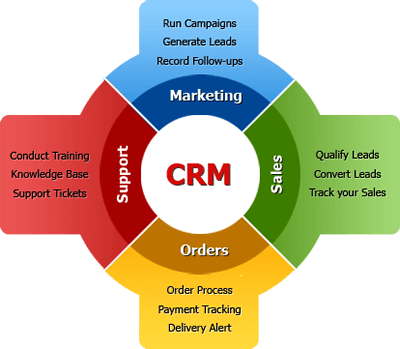 Run Campaigns
Generate Leads
Record Follow-ups
Marketing
Conduct Training
Knowledge Base
Support Tickets
Support
CRM
Sales
Qualify Leads
Convert Leads
Track your Sales
Orders
Order Process
Payment Tracking
Delivery Alert